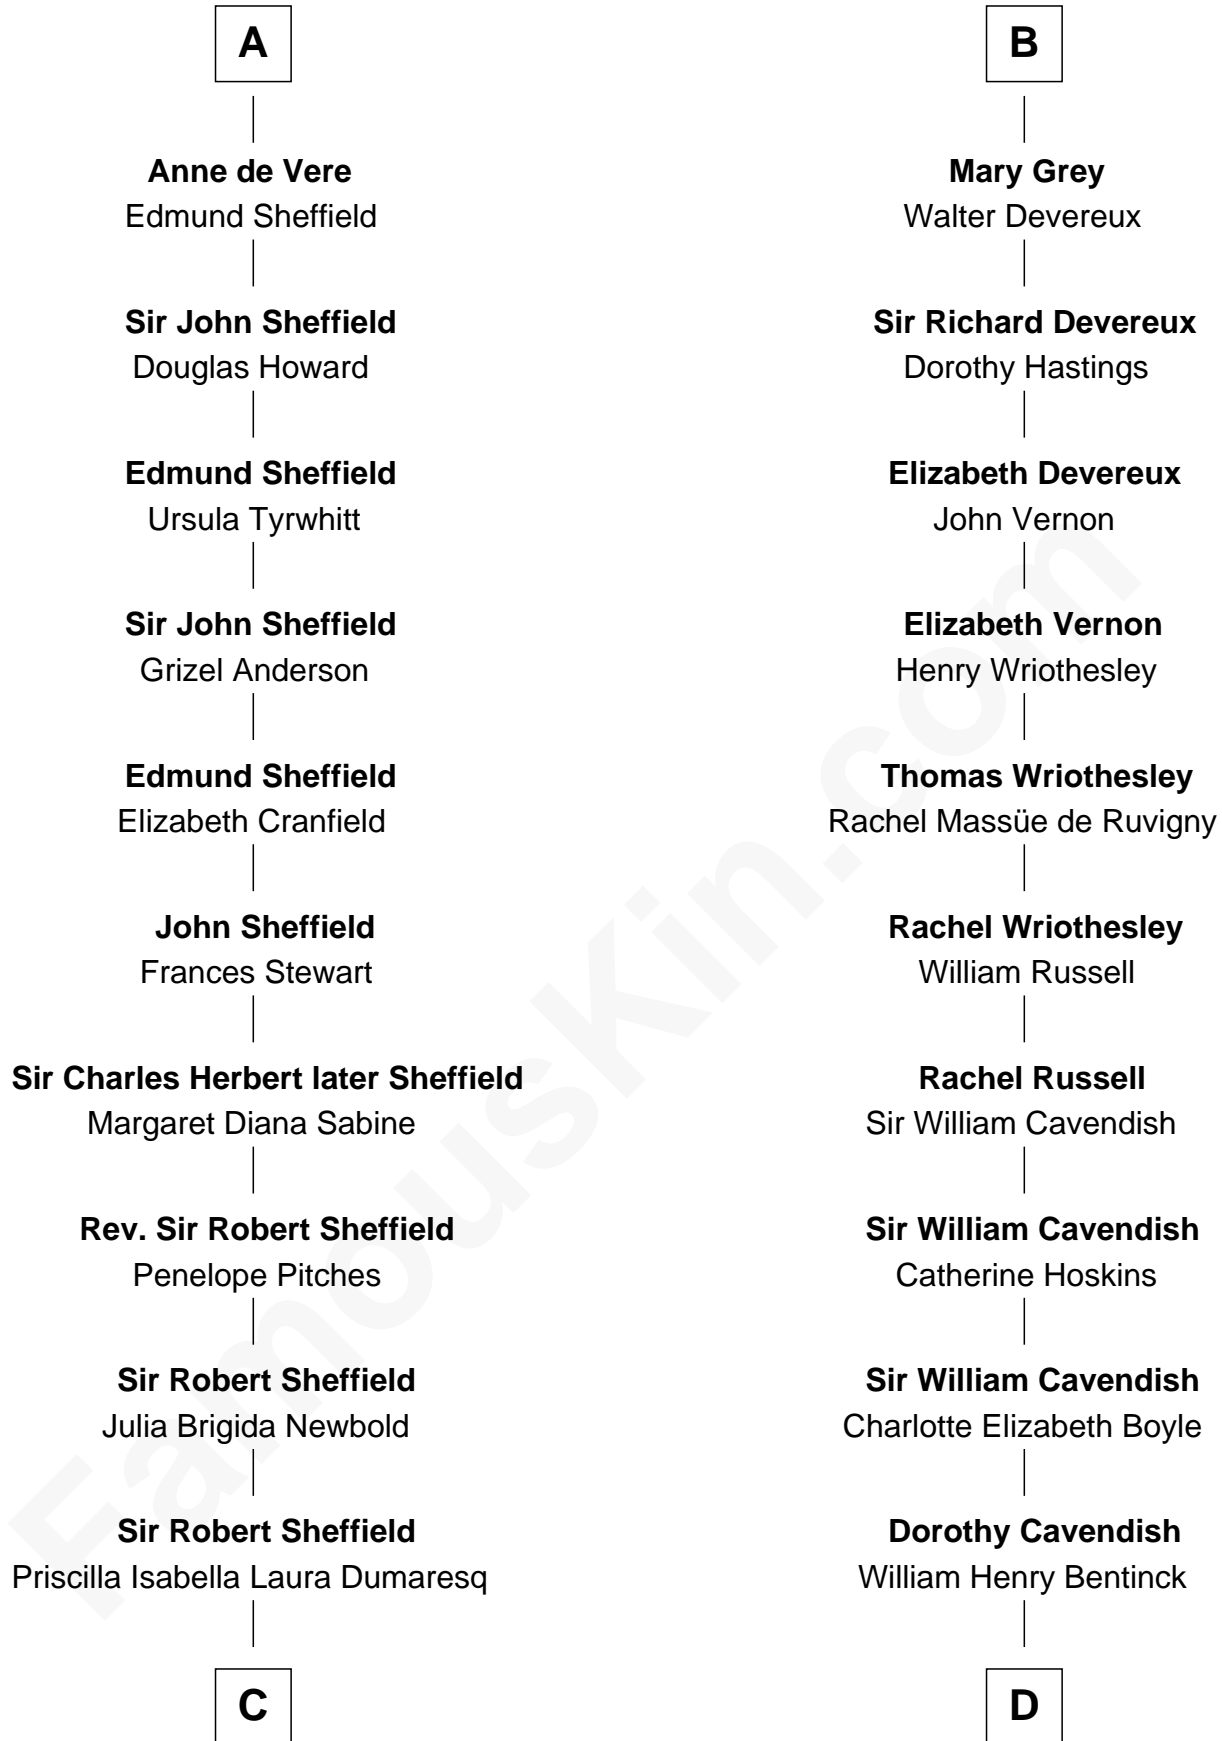 A
Anne de Vere
Edmund Sheffield
Sir John Sheffield
Douglas Howard
Edmund Sheffield
Ursula Tyrwhitt
Sir John Sheffield
Grizel Anderson
Edmund Sheffield
Elizabeth Cranfield
John Sheffield
Frances Stewart
Sir Charles Herbert later Sheffield
Margaret Diana Sabine
Rev. Sir Robert Sheffield
Penelope Pitches
Sir Robert Sheffield
Julia Brigida Newbold
Sir Robert Sheffield
Priscilla Isabella Laura Dumaresq
C
B
Mary Grey
Walter Devereux
Sir Richard Devereux
Dorothy Hastings
Elizabeth Devereux
John Vernon
Elizabeth Vernon
Henry Wriothesley
Thomas Wriothesley
Rachel Massüe de Ruvigny
Rachel Wriothesley
William Russell
Rachel Russell
Sir William Cavendish
Sir William Cavendish
Catherine Hoskins
Sir William Cavendish
Charlotte Elizabeth Boyle
Dorothy Cavendish
William Henry Bentinck
D
FamousKin.com